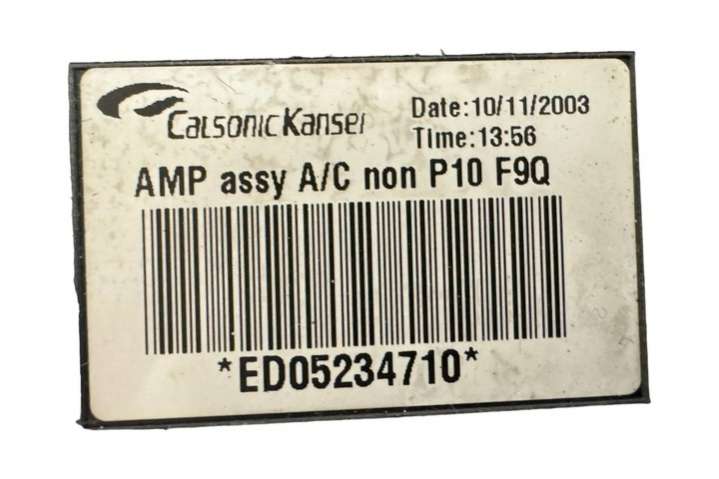 CalsonicKansei
Date:10/11/2003
Time:13:56
AMP assy A/C non P10 F9Q
*ED05234710*